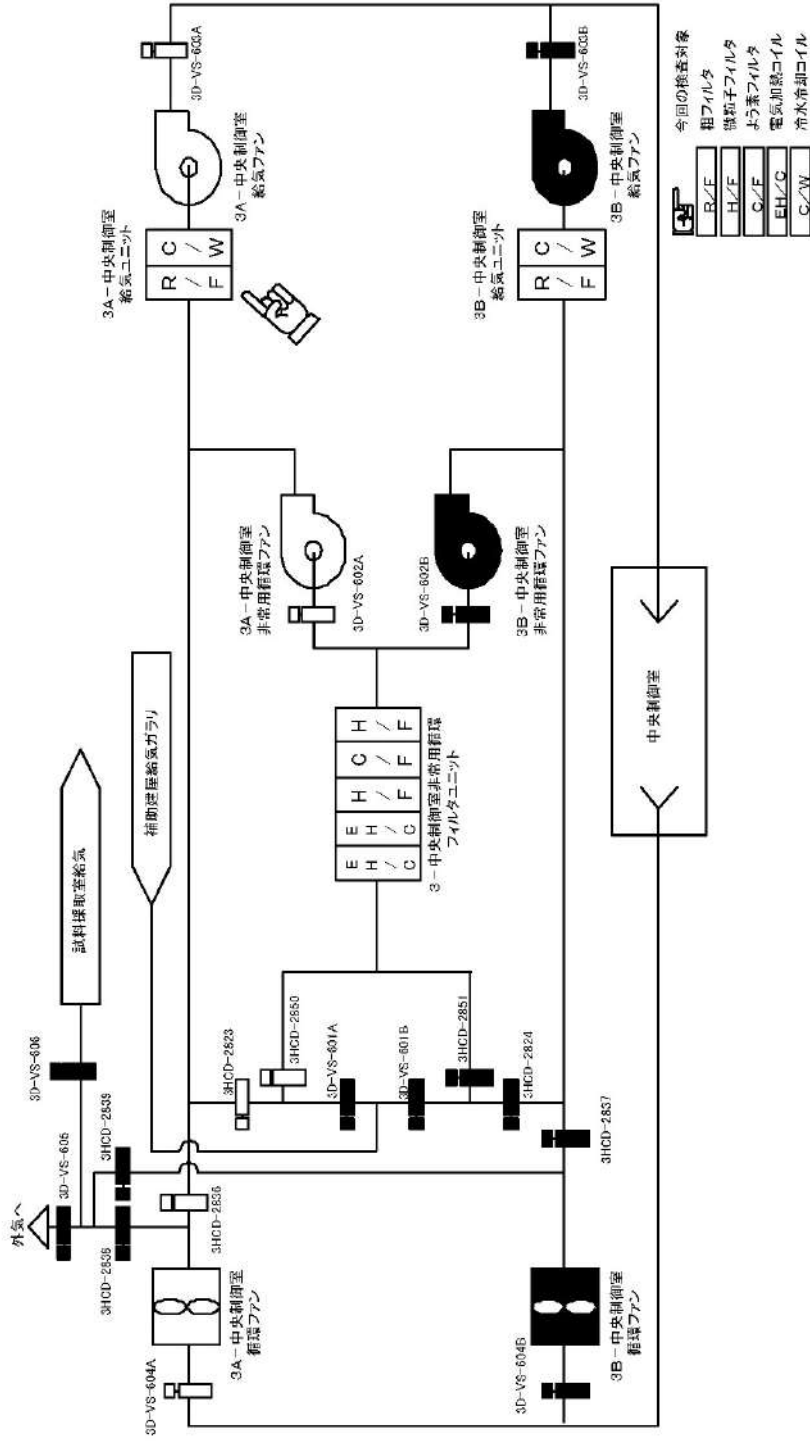 外気へ
3D-VS-605
3D-VS-606
試料採取室給気
補助建屋給気ガラリ
3HCD-2838
3HCD-2839
3D-VS-604A
3A-中央制御室
循環ファン
3HCD-2836
3HCD-2823
3HCD-2850
3D-VS-601A
3D-VS-601B
3HCD-2851
3HCD-2824
3HCD-2837
3D-VS-604B
3B-中央制御室
循環ファン
E H / C
E H / C
H / F
C / F
H / F
3-中央制御室非常用循環
フィルタユニット
3A-中央制御室
非常用循環ファン
3D-VS-602A
3D-VS-602B
3B-中央制御室
非常用循環ファン
3A-中央制御室
給気ユニット
R / F
C / W
3A-中央制御室
給気ファン
3D-VS-603A
3B-中央制御室
給気ユニット
R / F
C / W
3B-中央制御室
給気ファン
3D-VS-603B
中央制御室
今回の検査対象
R/F 粗フィルタ
H/F 微粒子フィルタ
C/F よう素フィルタ
EH/C 電気加熱コイル
C/W 冷水冷却コイル